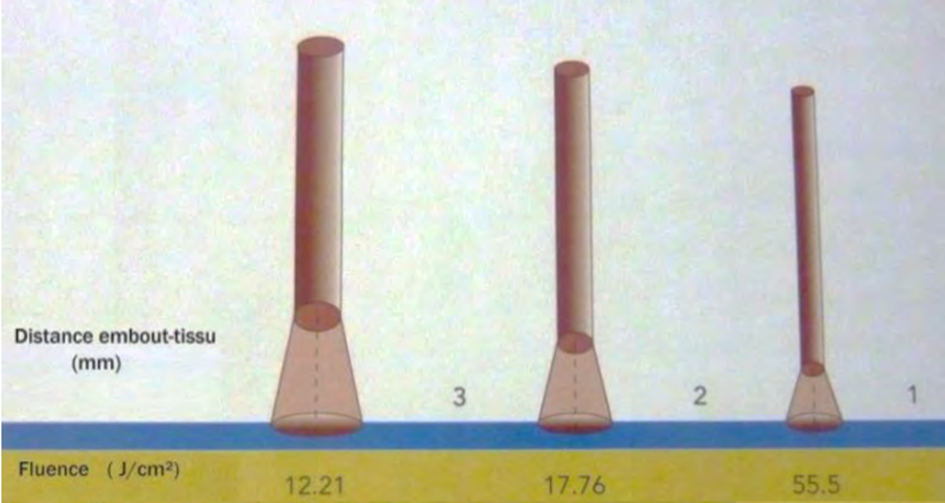 Distance embout-tissu
(mm)
3 2 1
Fluence ( J/cm²)
12.21 17.76 55.5